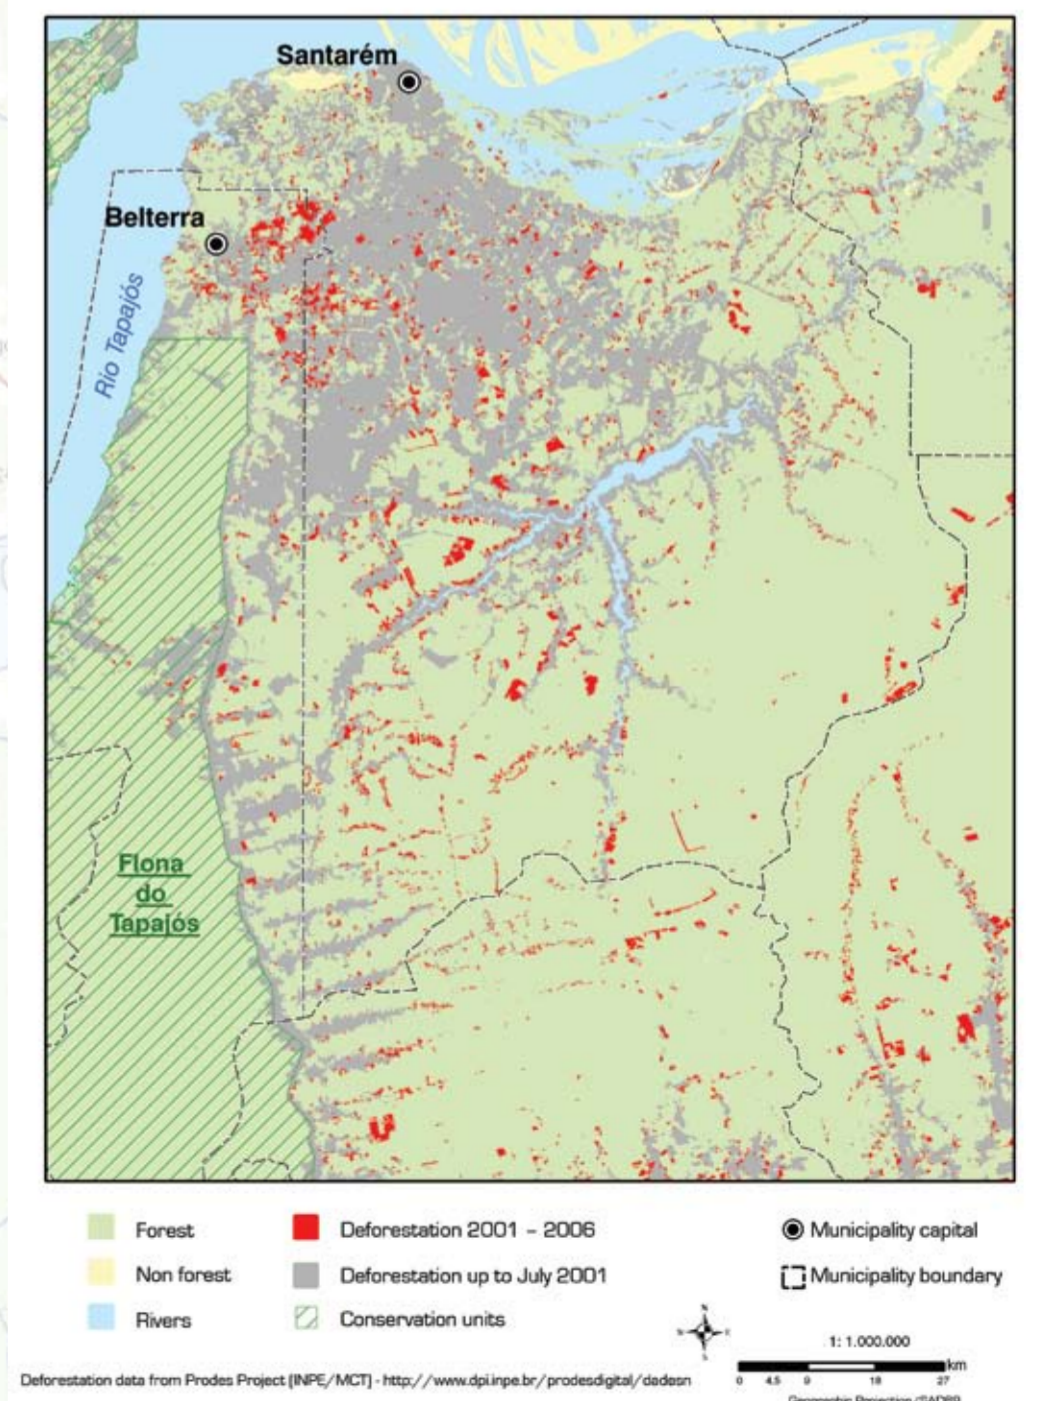 Santarém
Belterra
Rio Tapajós
Flona
do
Tapajós
Forest
Non forest
Rivers
Deforestation 2001 - 2006
Deforestation up to July 2001
Conservation units
Municipality capital
Municipality boundary
N
1: 1.000.000
km
0 4.5 9 18 27
Deforestation data from Prodes Project (INPE/MCT) - http://www.dpi.inpe.br/prodesdigital/dadesn
Geographic Projection